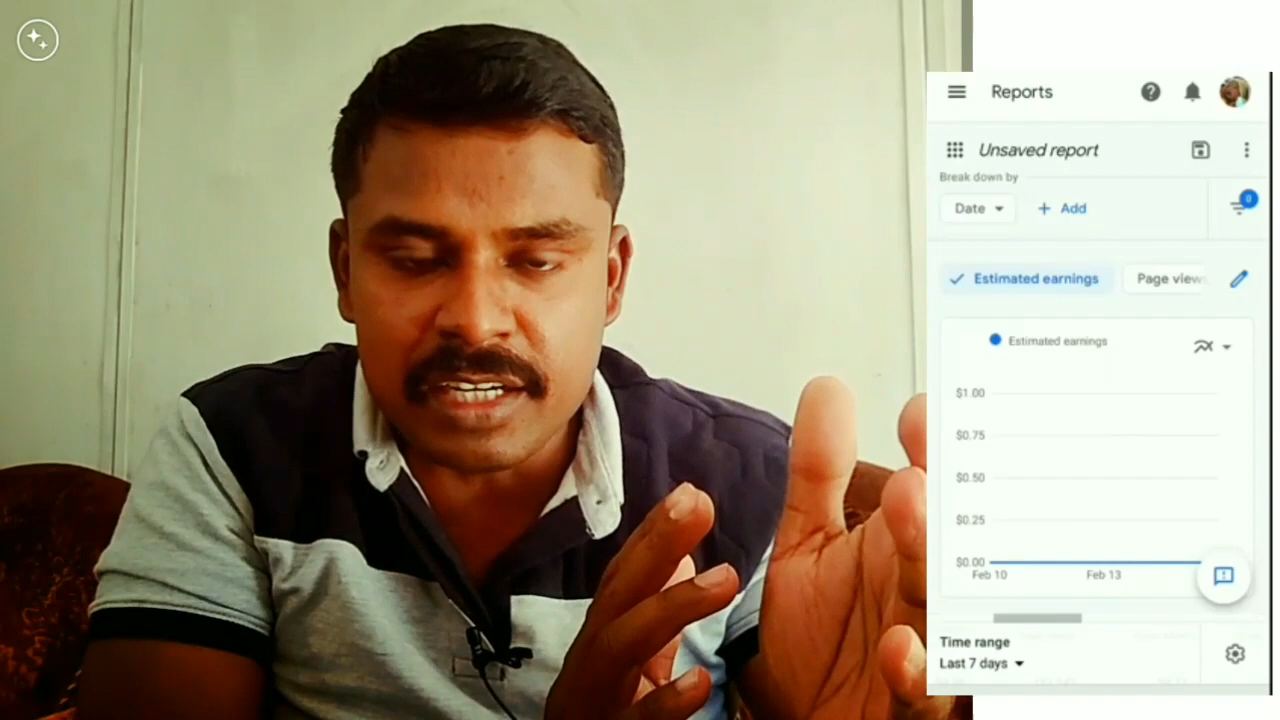 Reports
Unsaved report
Break down by
Date
+ Add
0
Estimated earnings
Page views
Estimated earnings
$1.00
$0.75
$0.50
$0.25
$0.00
Feb 10
Feb 13
Time range
Last 7 days